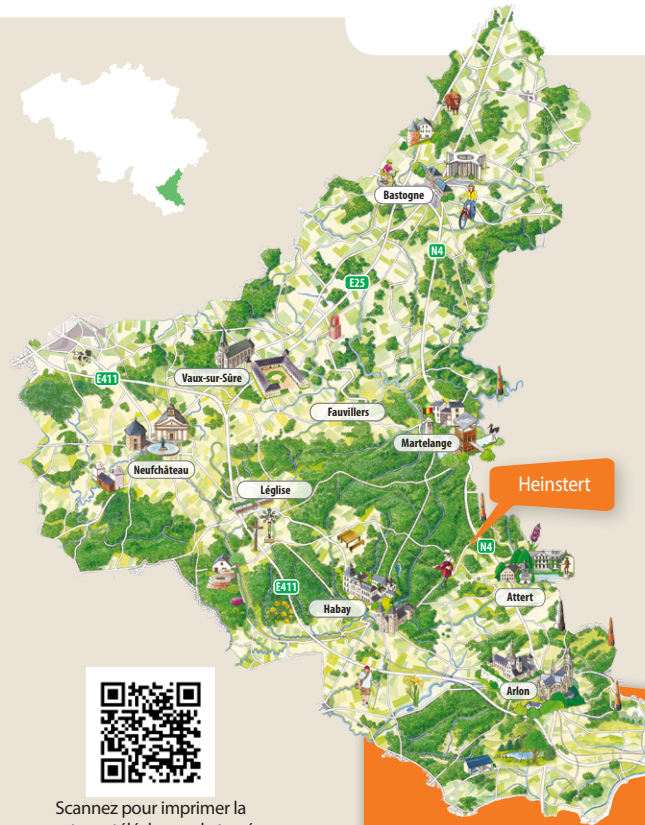 Bastogne
N4
E25
E411
Vaux-sur-Sûre
Fauvillers
Martelange
Neufchâteau
Léglise
Heinstert
N4
E411
Attert
Habay
Arlon
Scannez pour imprimer la